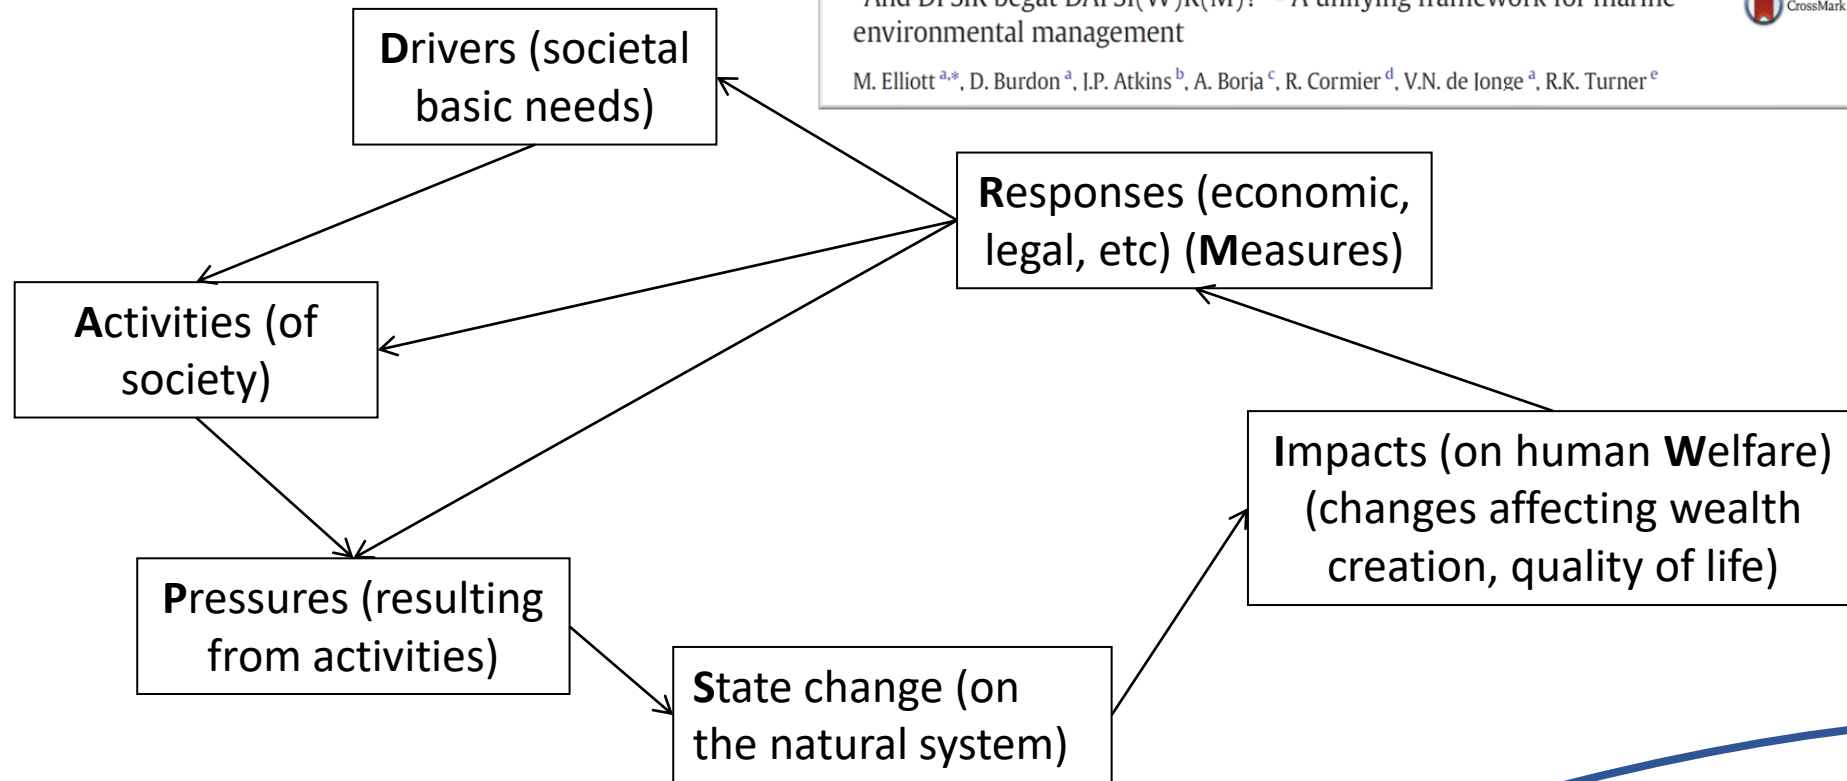 environmental management
M. Elliott a,*, D. Burdon a, J.P. Atkins b, A. Borja c, R. Cormier d, V.N. de Jonge a, R.K. Turner e
CrossMark
Drivers (societal
basic needs)
Responses (economic,
legal, etc) (Measures)
Activities (of
society)
Impacts (on human Welfare)
(changes affecting wealth
creation, quality of life)
Pressures (resulting
from activities)
State change (on
the natural system)